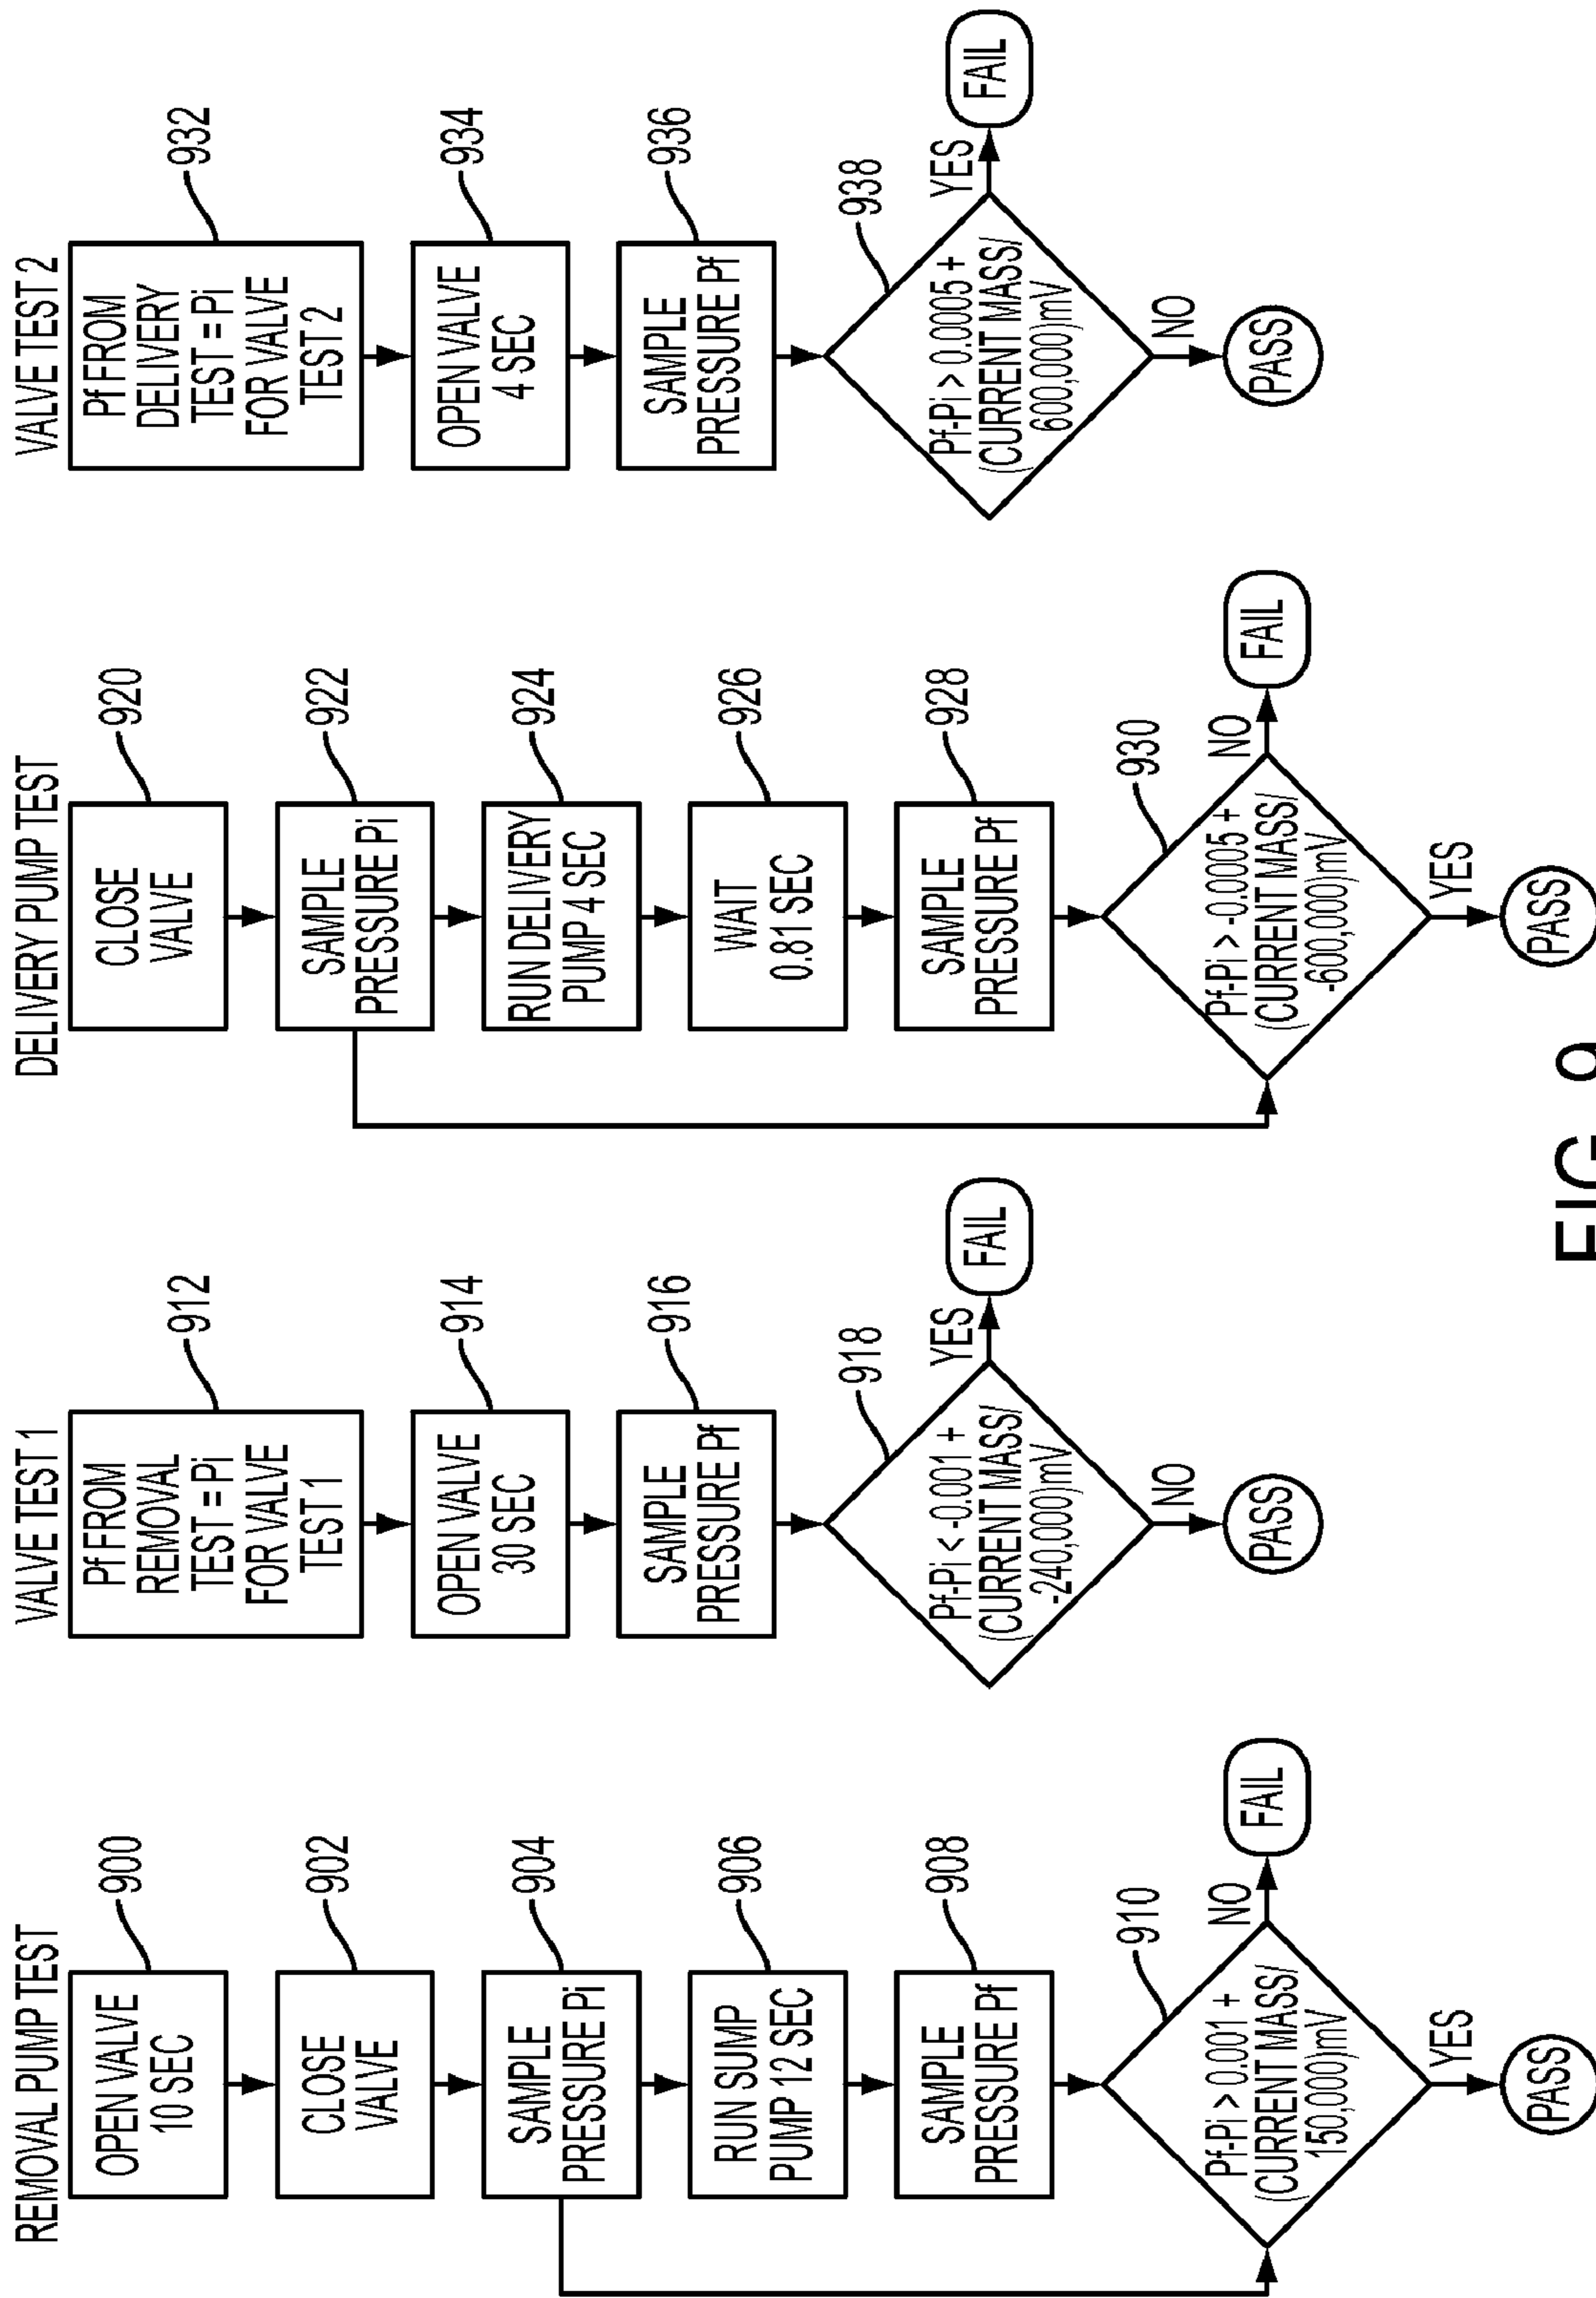 REMOVAL PUMP TEST
OPEN VALVE
10 SEC
900
CLOSE
VALVE
902
SAMPLE
PRESSURE Pi
904
RUN SUMP
PUMP 12 SEC
906
SAMPLE
PRESSURE Pf
908
Pf-Pi > 0.001 +
(CURRENT MASS/
150,000)mV
910
NO
FAIL
YES
PASS
VALVE TEST 1
Pf FROM
REMOVAL
TEST = Pi
FOR VALVE
TEST 1
912
OPEN VALVE
30 SEC
914
SAMPLE
PRESSURE Pf
916
Pf-Pi < -0.001 +
(CURRENT MASS/
-240,000)mV
918
YES
FAIL
NO
PASS
DELIVERY PUMP TEST
CLOSE
VALVE
920
SAMPLE
PRESSURE Pi
922
RUN DELIVERY
PUMP 4 SEC
924
WAIT
0.81 SEC
926
SAMPLE
PRESSURE Pf
928
Pf-Pi > -0.0005 +
(CURRENT MASS/
-600,000)mV
930
NO
FAIL
YES
PASS
VALVE TEST 2
Pf FROM
DELIVERY
TEST = Pi
FOR VALVE
TEST 2
932
OPEN VALVE
4 SEC
934
SAMPLE
PRESSURE Pf
936
Pf-Pi > 0.0005 +
(CURRENT MASS/
600,000)mV
938
YES
FAIL
NO
PASS
FIG. 9